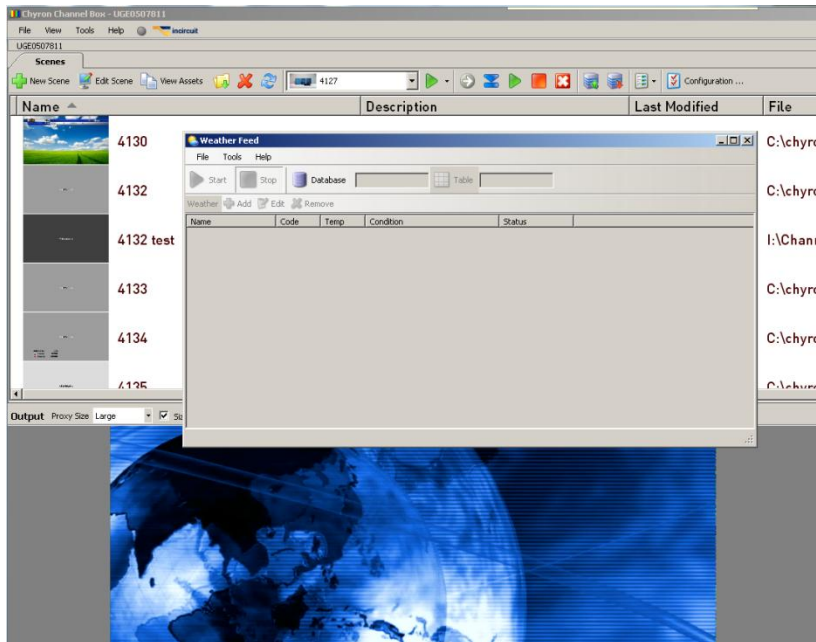 Chyron Channel Box - UGE0507811
File View Tools Help incircuit
UGE0507811
Scenes
New Scene Edit Scene View Assets 4127 Configuration ...
Name Description Last Modified File
4130 C:\chyro
4132 C:\chyro
4132 test I:\Chann
4133 C:\chyro
4134 C:\chyro
4135 C:\chyro
Weather Feed
File Tools Help
Start Stop Database Table
Weather Add Edit Remove
Name Code Temp Condition Status
Output Proxy Size Large Siz